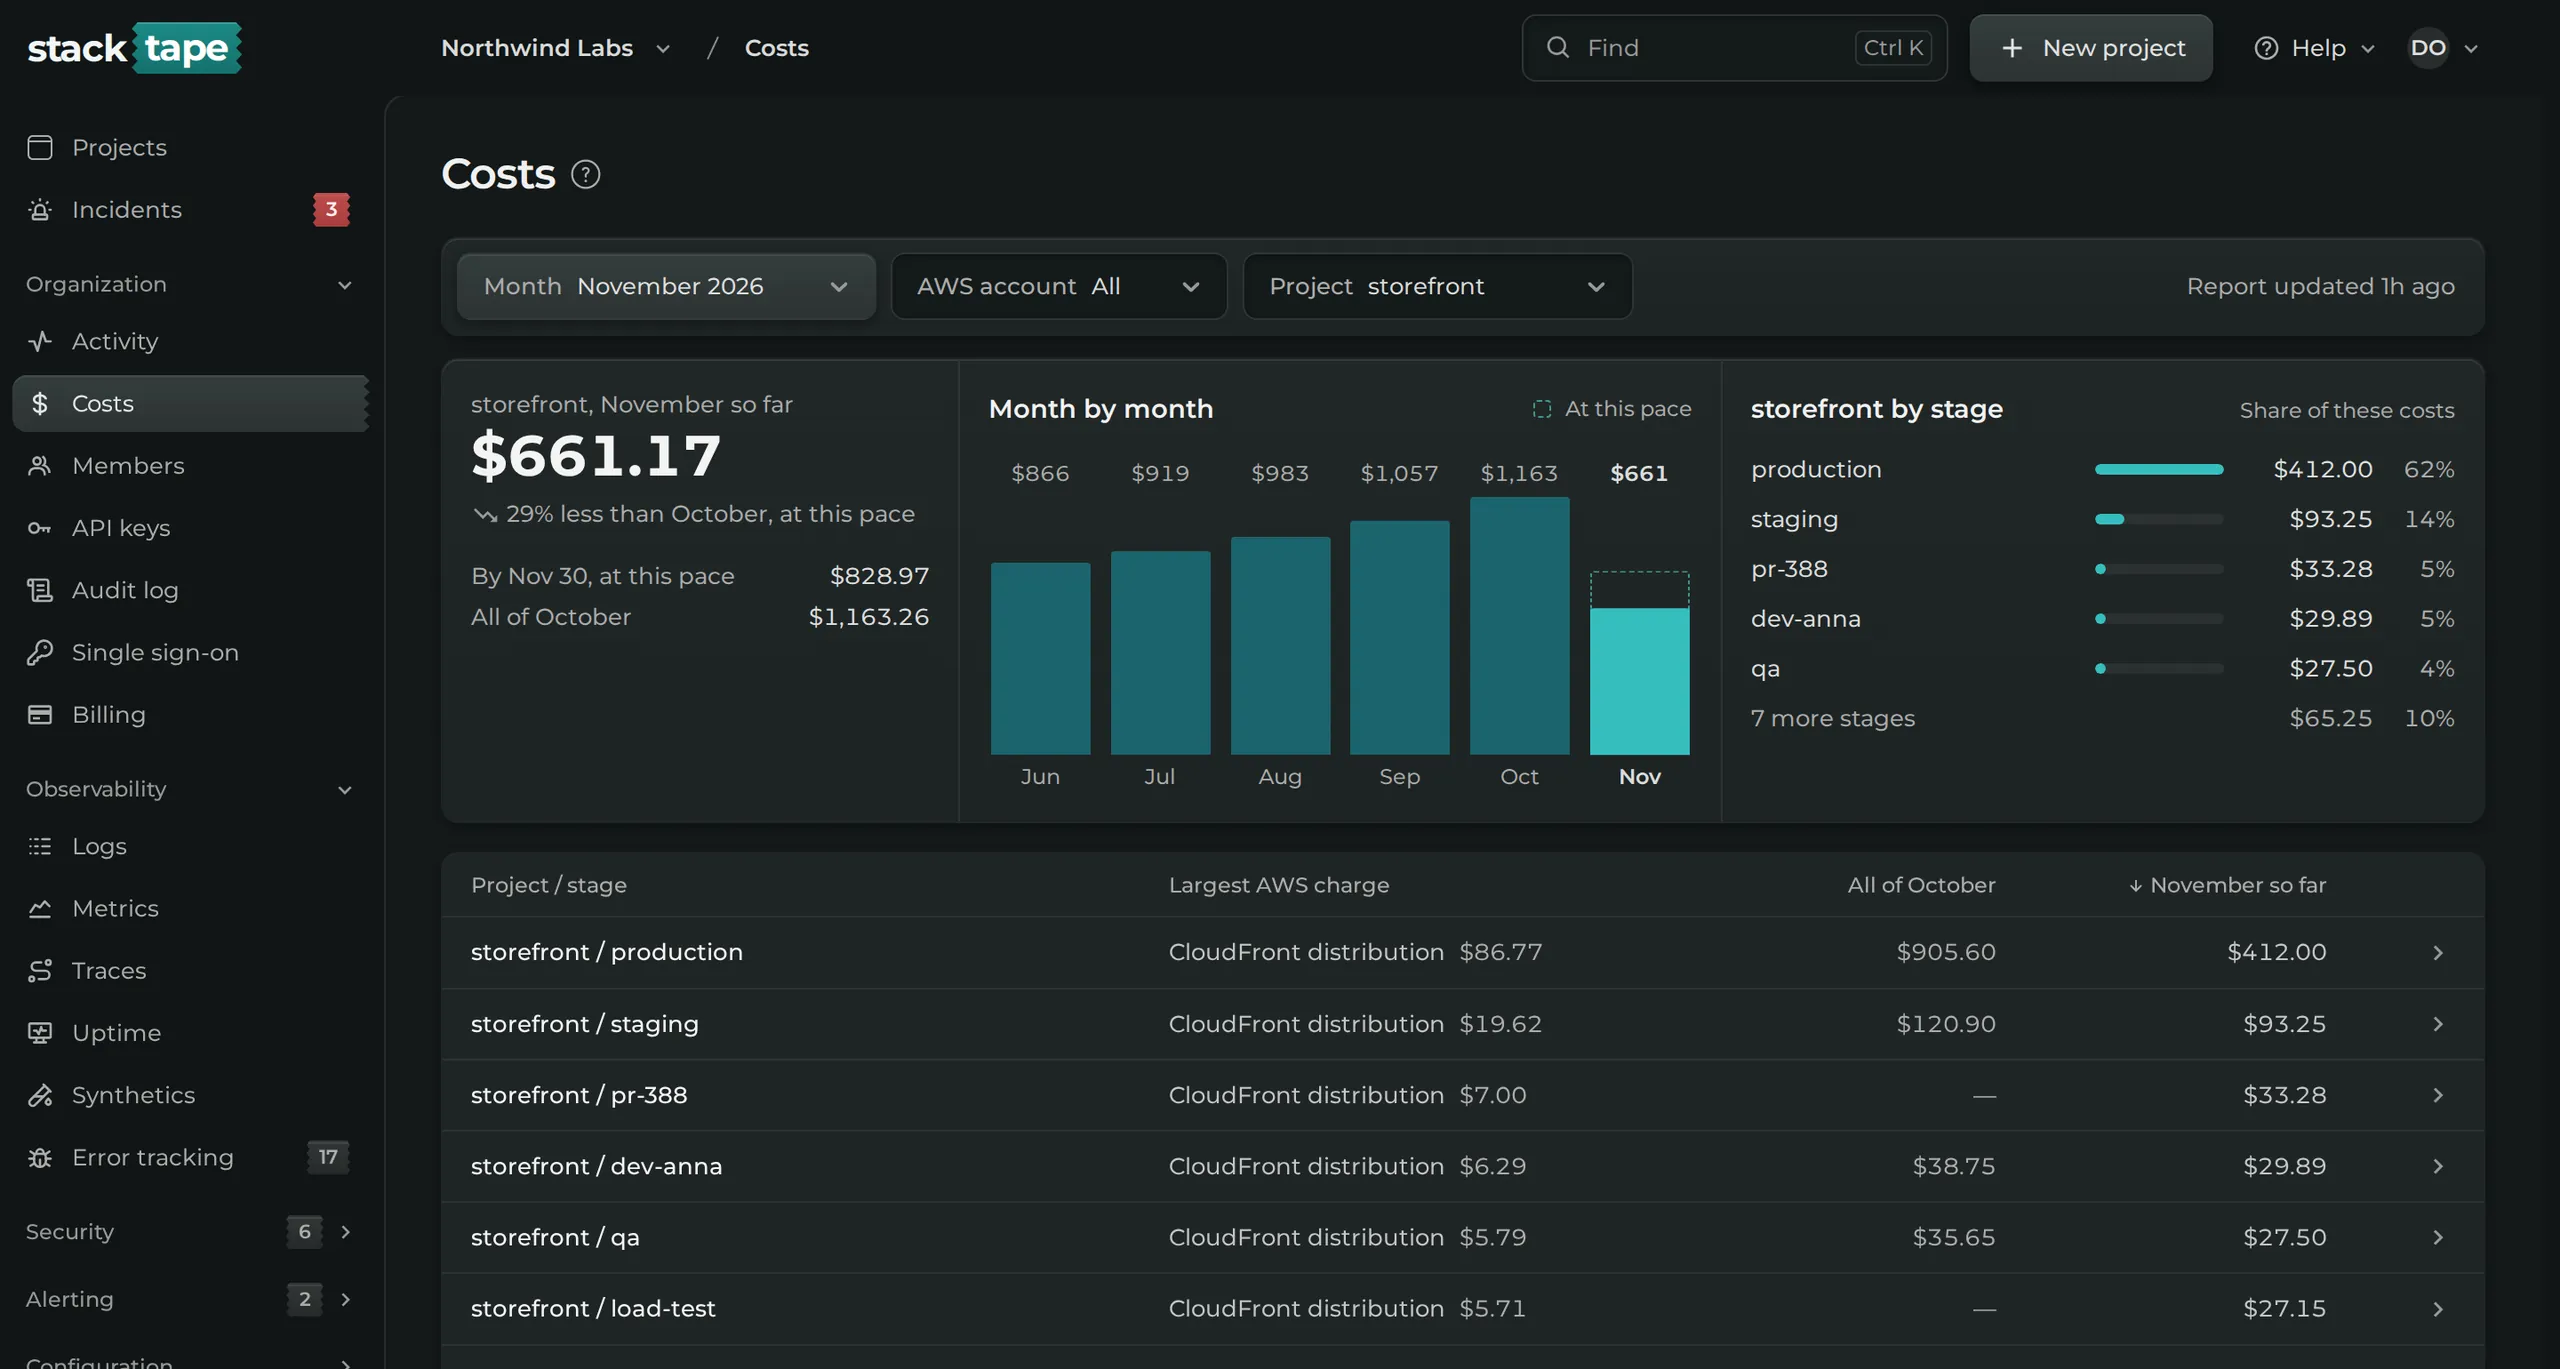 stack tape
Northwind Labs / Costs
Find Ctrl K
New project
Help
DO
Projects
Incidents 3
Organization
Activity
Costs
Members
API keys
Audit log
Single sign-on
Billing
Observability
Logs
Metrics
Traces
Uptime
Synthetics
Error tracking 17
Security 6
Alerting 2
Configuration
Costs ?
Month November 2026
AWS account All
Project storefront
Report updated 1h ago
storefront, November so far
$661.17
29% less than October, at this pace
By Nov 30, at this pace $828.97
All of October $1,163.26
Month by month At this pace
$866 $919 $983 $1,057 $1,163 $661
Jun Jul Aug Sep Oct Nov
storefront by stage Share of these costs
production $412.00 62%
staging $93.25 14%
pr-388 $33.28 5%
dev-anna $29.89 5%
qa $27.50 4%
7 more stages $65.25 10%
Project / stage Largest AWS charge All of October ↓ November so far
storefront / production CloudFront distribution $86.77 $905.60 $412.00
storefront / staging CloudFront distribution $19.62 $120.90 $93.25
storefront / pr-388 CloudFront distribution $7.00 — $33.28
storefront / dev-anna CloudFront distribution $6.29 $38.75 $29.89
storefront / qa CloudFront distribution $5.79 $35.65 $27.50
storefront / load-test CloudFront distribution $5.71 — $27.15